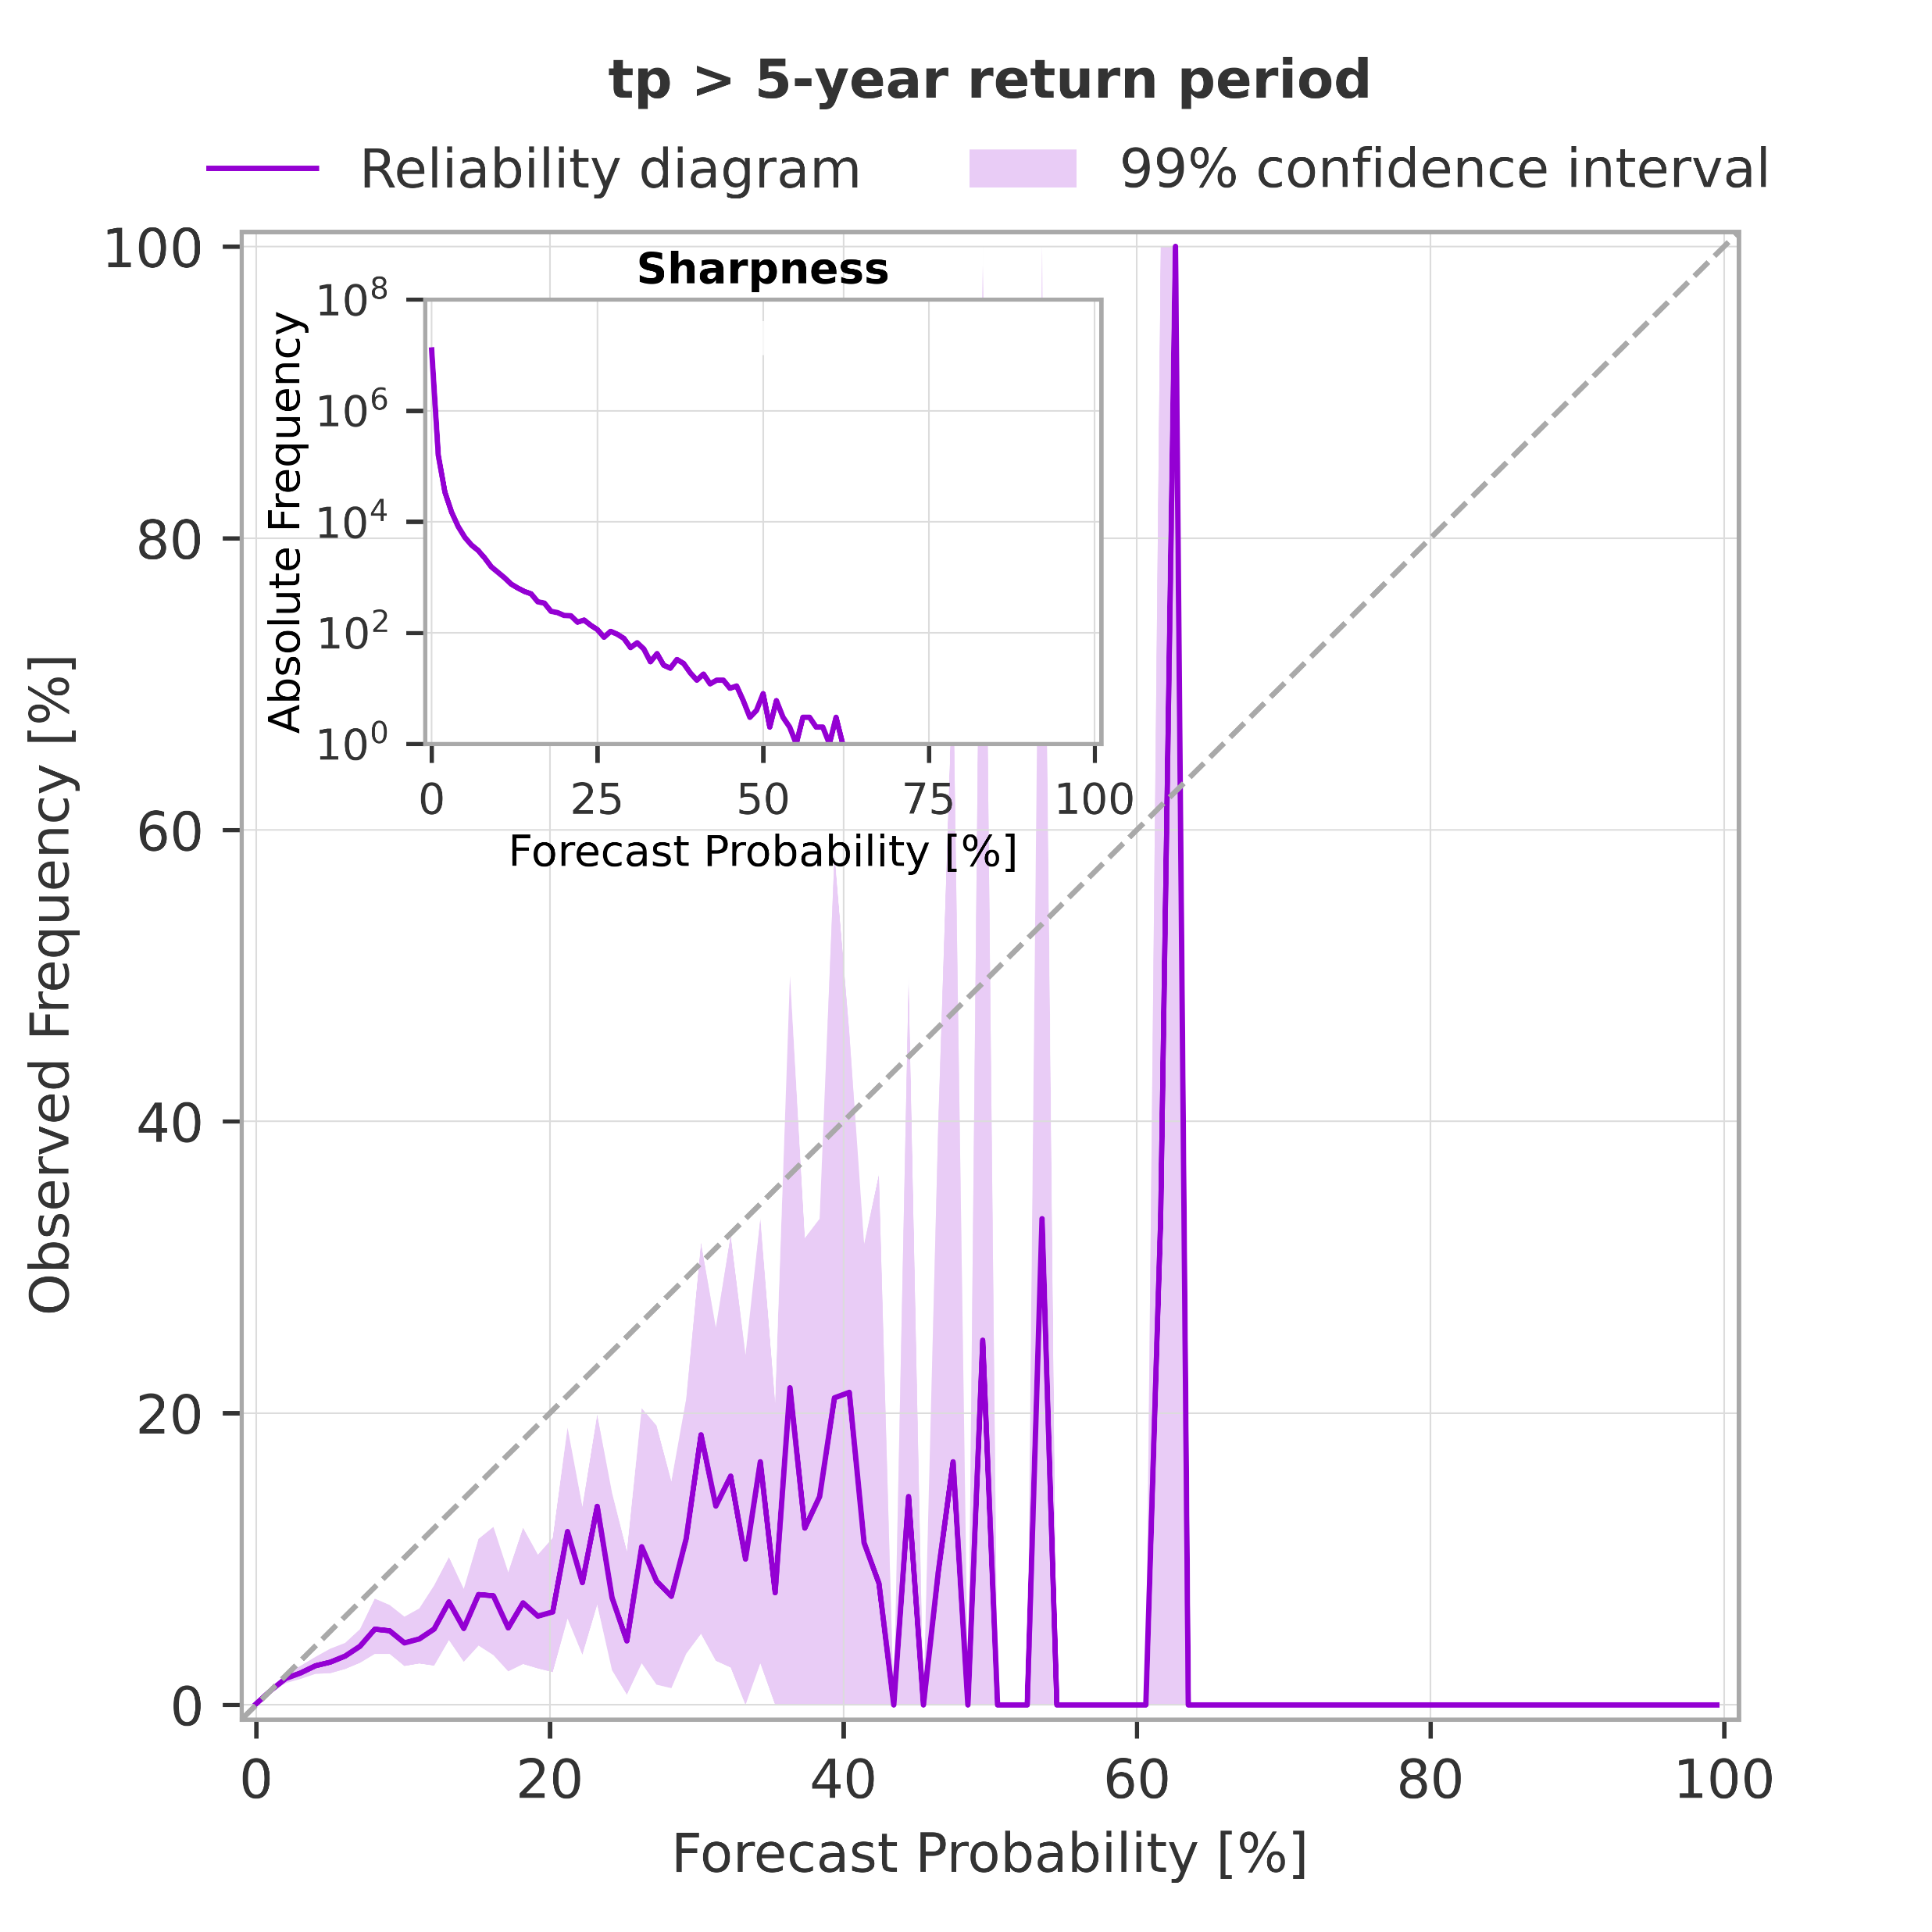 tp > 5-year return period
Reliability diagram
99% confidence interval
Sharpness
10^8
10^6
10^4
10^2
10^0
Absolute Frequency
0 25 50 75 100
Forecast Probability [%]
100
80
60
40
20
0
Observed Frequency [%]
0 20 40 60 80 100
Forecast Probability [%]